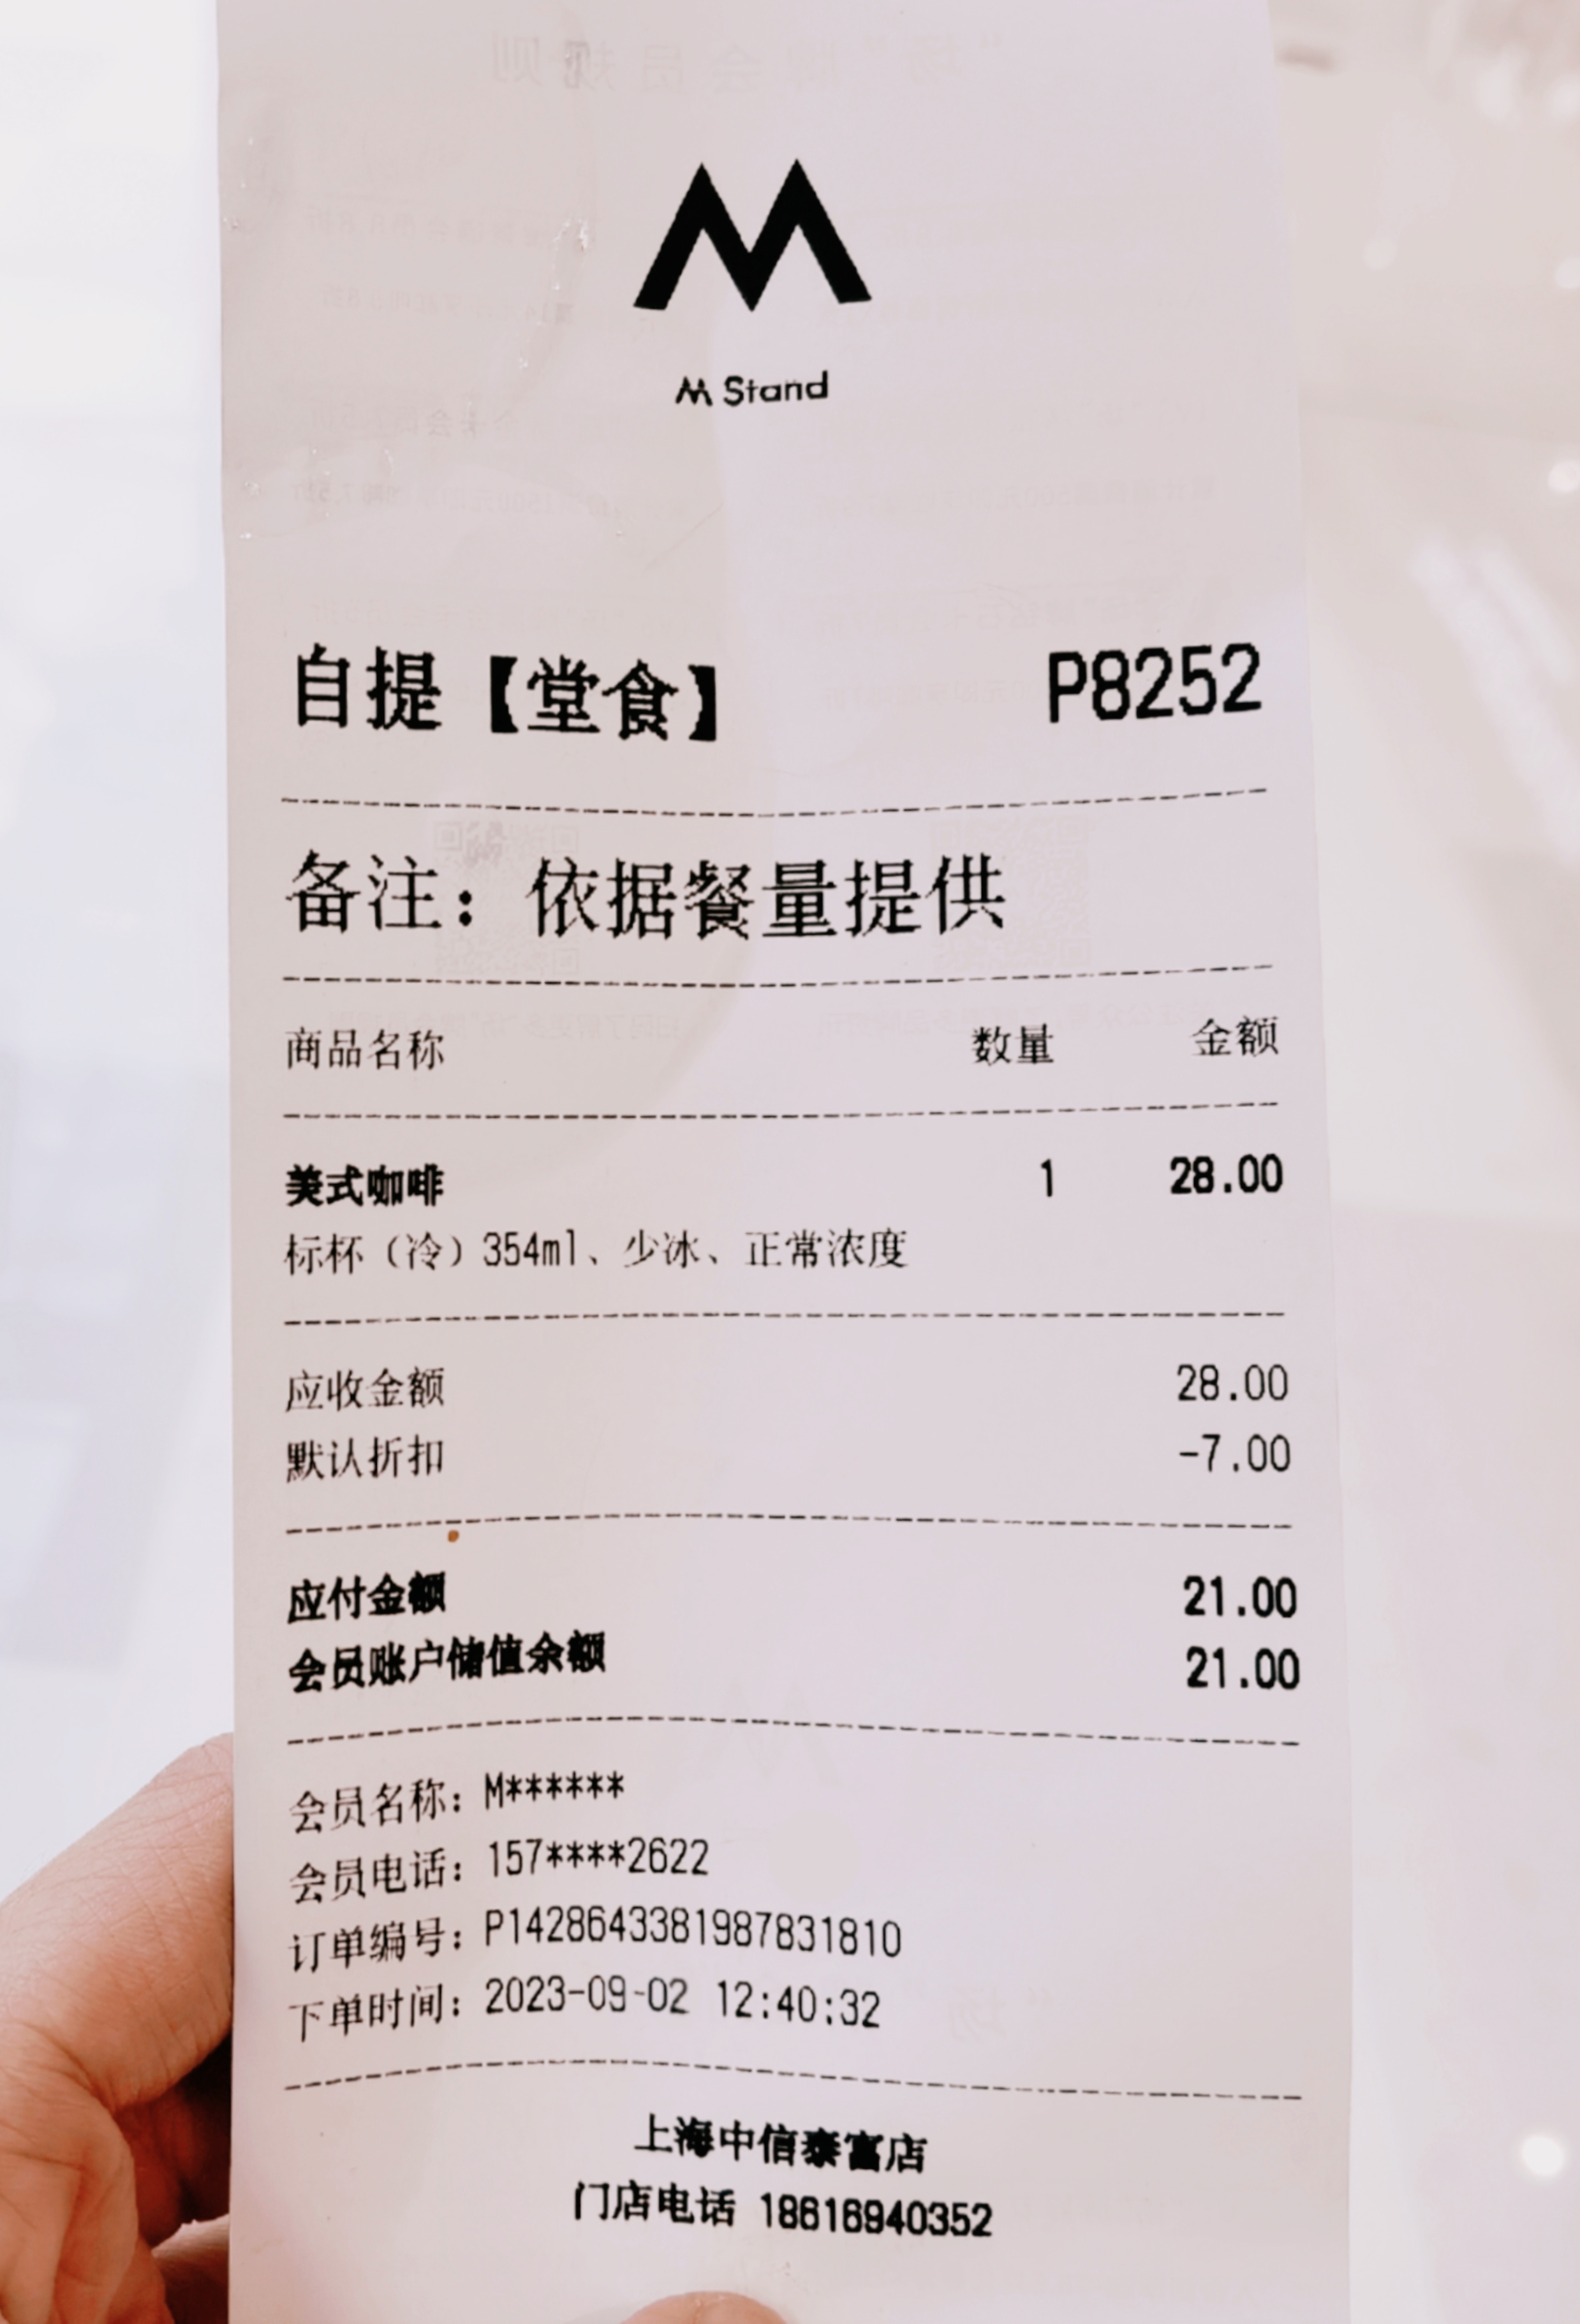 M Stand
自提【堂食】 P8252
备注：依据餐量提供
商品名称 数量 金额
美式咖啡 1 28.00
标杯（冷）354ml、少冰、正常浓度
应收金额 28.00
默认折扣 -7.00
应付金额 21.00
会员账户储值余额 21.00
会员名称：M******
会员电话：157****2622
订单编号：P1428643381987831810
下单时间：2023-09-02 12:40:32
上海中信泰富店
门店电话 18616940352